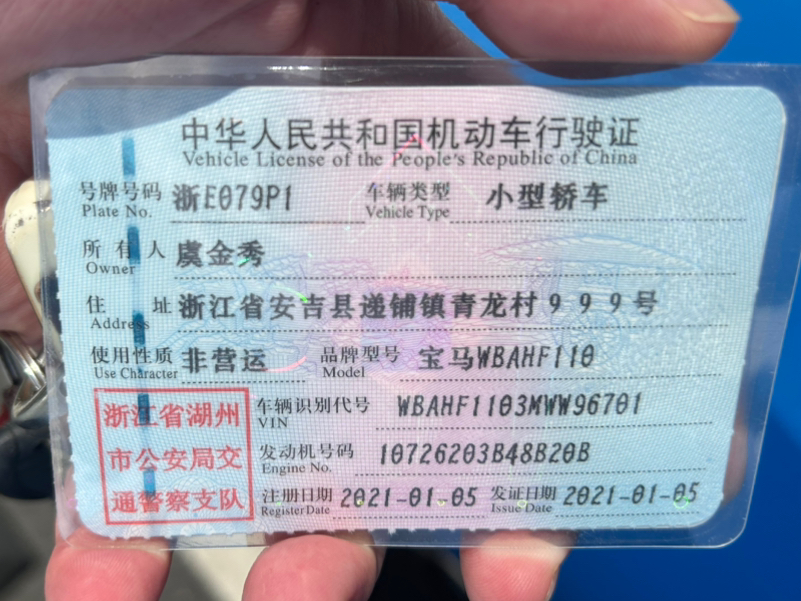 中华人民共和国机动车行驶证
Vehicle License of the People's Republic of China
号牌号码 浙E079P1 车辆类型 小型轿车
Plate No. Vehicle Type
所有人 虞金秀
Owner
住址 浙江省安吉县递铺镇青龙村999号
Address
使用性质 非营运 品牌型号 宝马WBAHF110
Use Character Model
浙江省湖州
市公安局交
通警察支队
车辆识别代号 WBAHF1103MWW96701
VIN
发动机号码 10726203B48B20B
Engine No.
注册日期 2021-01-05 发证日期 2021-01-05
Register Date Issue Date